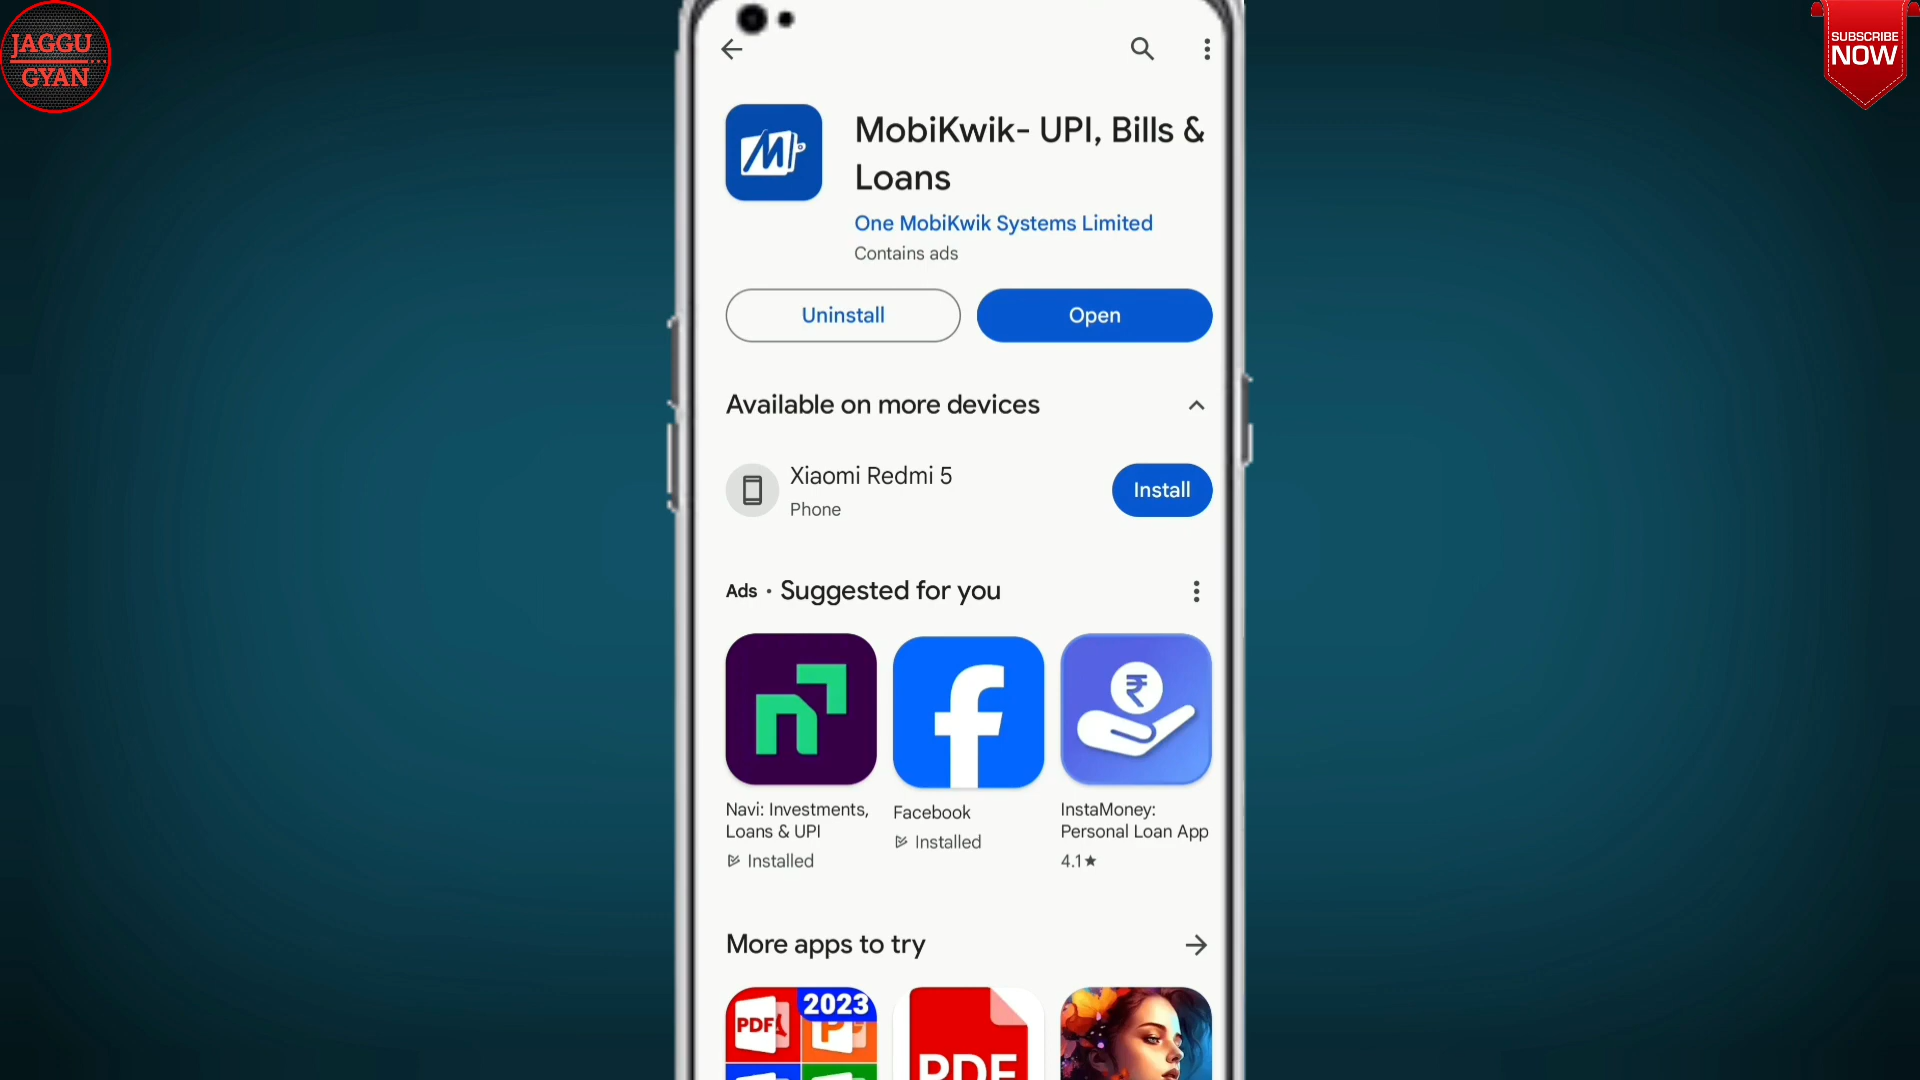 JAGGU
GYAN
SUBSCRIBE
NOW
MobiKwik- UPI, Bills &
Loans
One MobiKwik Systems Limited
Contains ads
Uninstall
Open
Available on more devices
Xiaomi Redmi 5
Phone
Install
Ads • Suggested for you
Navi: Investments,
Loans & UPI
Installed
Facebook
Installed
InstaMoney:
Personal Loan App
4.1★
More apps to try
2023
PDF
P
PDF